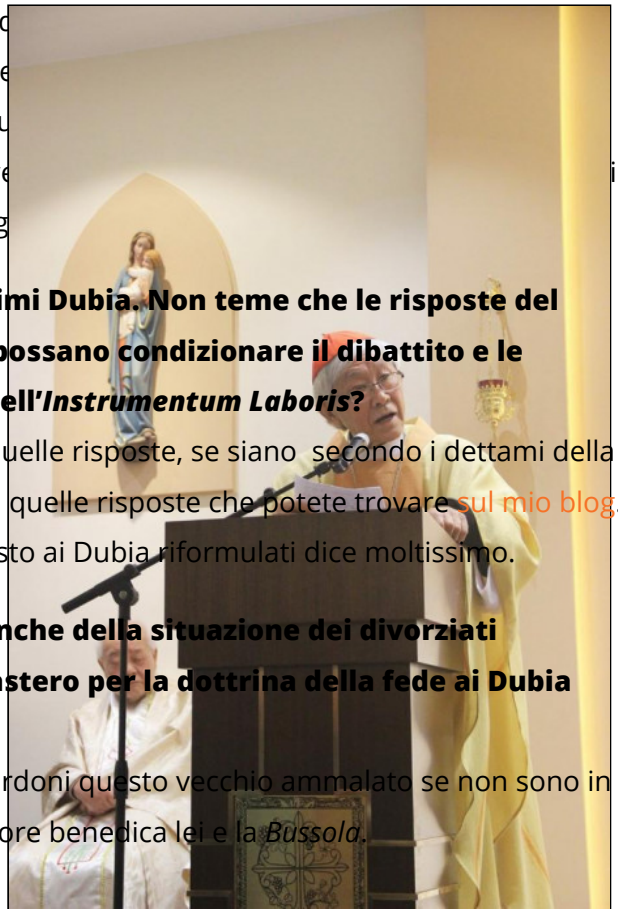 imi Dubia. Non teme che le risposte del
possano condizionare il dibattito e le
ell'Instrumentum Laboris?
uelle risposte, se siano secondo i dettami della
quelle risposte che potete trovare sul mio blog.
sto ai Dubia riformulati dice moltissimo.
nche della situazione dei divorziati
astero per la dottrina della fede ai Dubia
rdoni questo vecchio ammalato se non sono in
ore benedica lei e la Bussola.